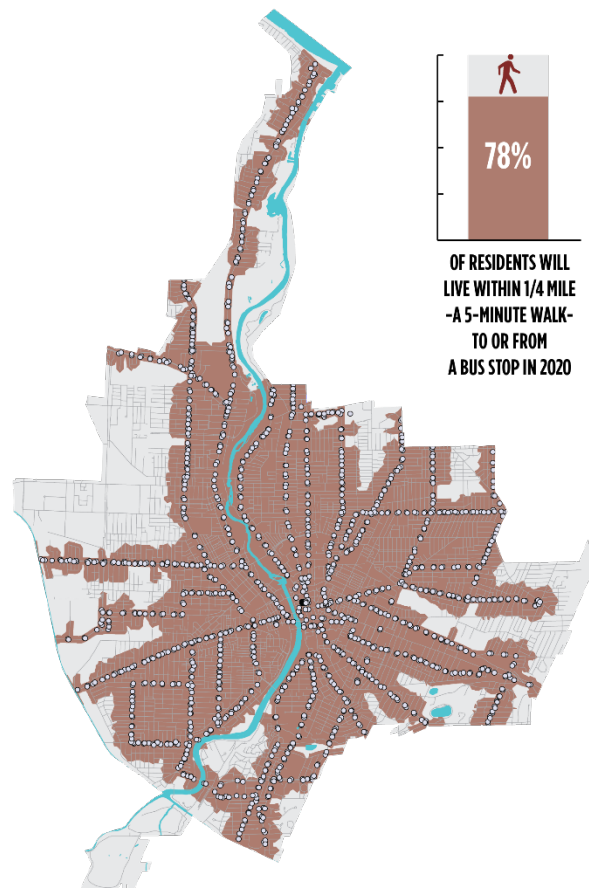 78%
OF RESIDENTS WILL
LIVE WITHIN 1/4 MILE
-A 5-MINUTE WALK-
TO OR FROM
A BUS STOP IN 2020